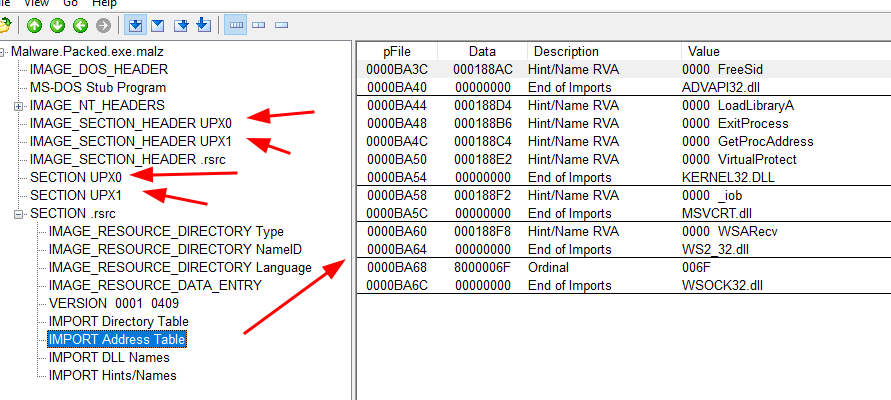 View Go Help
Malware.Packed.exe.malz
IMAGE_DOS_HEADER
MS-DOS Stub Program
IMAGE_NT_HEADERS
IMAGE_SECTION_HEADER UPX0
IMAGE_SECTION_HEADER UPX1
IMAGE_SECTION_HEADER .rsrc
SECTION UPX0
SECTION UPX1
SECTION .rsrc
IMAGE_RESOURCE_DIRECTORY Type
IMAGE_RESOURCE_DIRECTORY NameID
IMAGE_RESOURCE_DIRECTORY Language
IMAGE_RESOURCE_DATA_ENTRY
VERSION 0001 0409
IMPORT Directory Table
IMPORT Address Table
IMPORT DLL Names
IMPORT Hints/Names
pFile Data Description Value
0000BA3C 000188AC Hint/Name RVA 0000 FreeSid
0000BA40 00000000 End of Imports ADVAPI32.dll
0000BA44 000188D4 Hint/Name RVA 0000 LoadLibraryA
0000BA48 000188B6 Hint/Name RVA 0000 ExitProcess
0000BA4C 000188C4 Hint/Name RVA 0000 GetProcAddress
0000BA50 000188E2 Hint/Name RVA 0000 VirtualProtect
0000BA54 00000000 End of Imports KERNEL32.DLL
0000BA58 000188F2 Hint/Name RVA 0000 _iob
0000BA5C 00000000 End of Imports MSVCRT.dll
0000BA60 000188F8 Hint/Name RVA 0000 WSARecv
0000BA64 00000000 End of Imports WS2_32.dll
0000BA68 8000006F Ordinal 006F
0000BA6C 00000000 End of Imports WSOCK32.dll